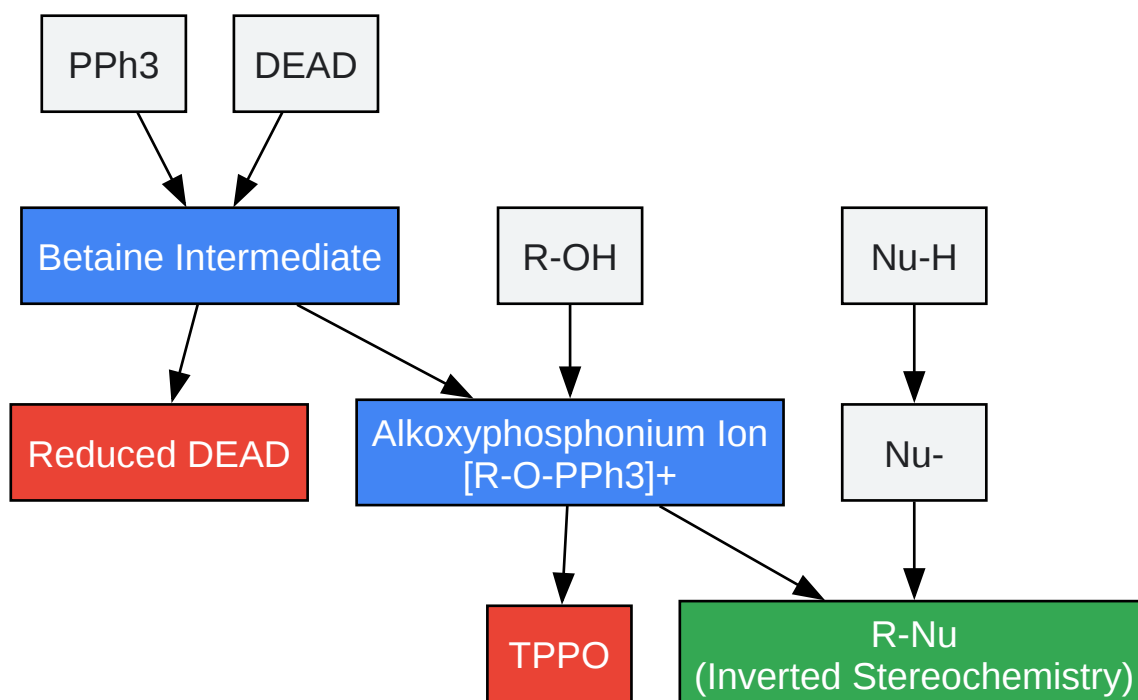 PPh3
DEAD
Betaine Intermediate
R-OH
Nu-H
Reduced DEAD
Alkoxyphosphonium Ion
[R-O-PPh3]+
Nu-
TPPO
R-Nu
(Inverted Stereochemistry)